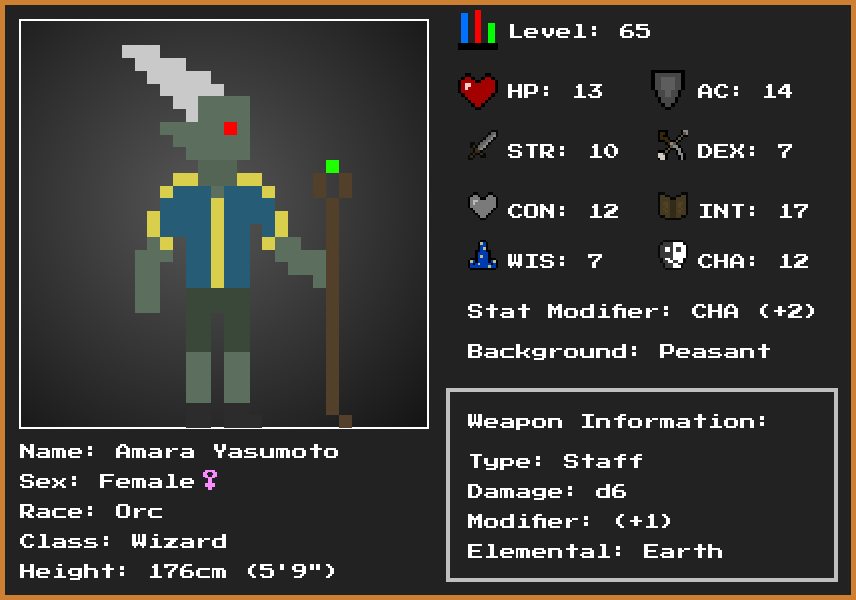 Level: 65
HP: 13
AC: 14
STR: 10
DEX: 7
CON: 12
INT: 17
WIS: 7
CHA: 12
Stat Modifier: CHA (+2)
Background: Peasant
Weapon Information:
Type: Staff
Damage: d6
Modifier: (+1)
Elemental: Earth
Name: Amara Yasumoto
Sex: Female♀
Race: Orc
Class: Wizard
Height: 176cm (5'9")